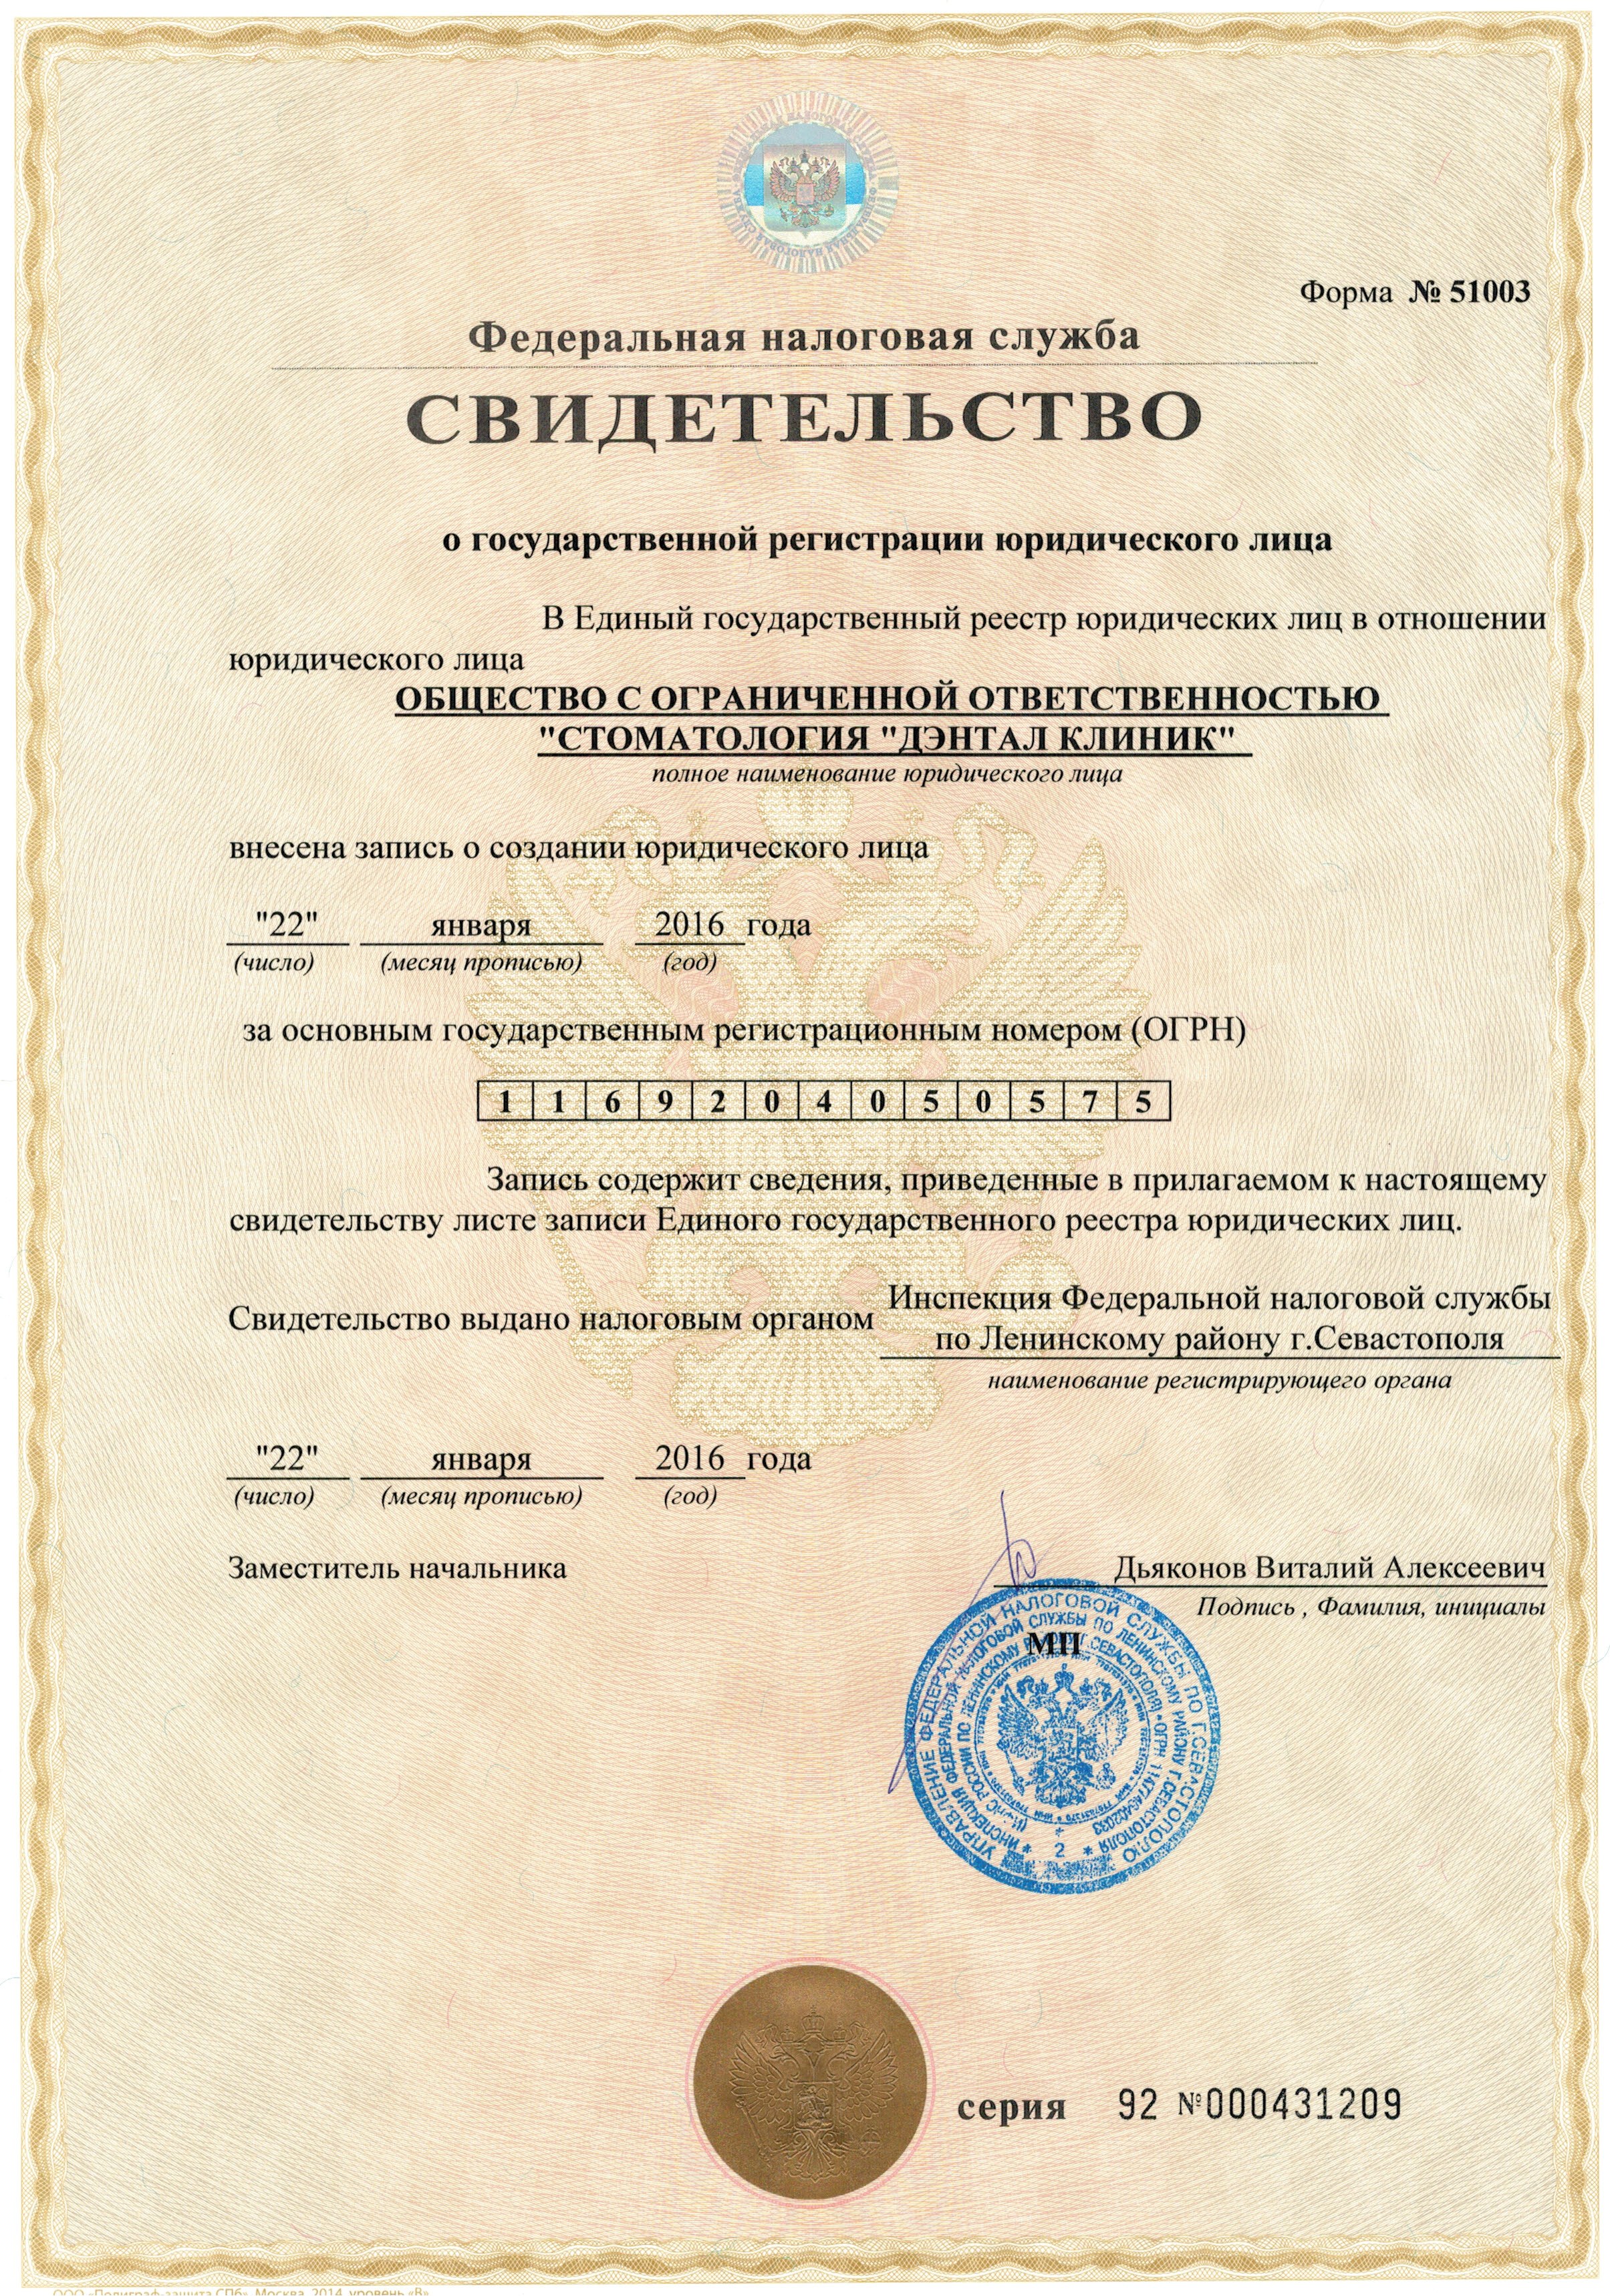 Форма № 51003
Федеральная налоговая служба
СВИДЕТЕЛЬСТВО
о государственной регистрации юридического лица
В Единый государственный реестр юридических лиц в отношении
юридического лица
ОБЩЕСТВО С ОГРАНИЧЕННОЙ ОТВЕТСТВЕННОСТЬЮ
"СТОМАТОЛОГИЯ "ДЭНТАЛ КЛИНИК"
полное наименование юридического лица
внесена запись о создании юридического лица
"22" января 2016 года
(число) (месяц прописью) (год)
за основным государственным регистрационным номером (ОГРН)
1 1 6 9 2 0 4 0 5 0 5 7 5
Запись содержит сведения, приведенные в прилагаемом к настоящему
свидетельству листе записи Единого государственного реестра юридических лиц.
Свидетельство выдано налоговым органом
Инспекция Федеральной налоговой службы
по Ленинскому району г.Севастополя
наименование регистрирующего органа
"22" января 2016 года
(число) (месяц прописью) (год)
Заместитель начальника
Дьяконов Виталий Алексеевич
Подпись , Фамилия, инициалы
МП
УПРАВЛЕНИЕ ФЕДЕРАЛЬНОЙ НАЛОГОВОЙ СЛУЖБЫ ПО Г.СЕВАСТОПОЛЮ
ИНСПЕКЦИЯ ФЕДЕРАЛЬНОЙ НАЛОГОВОЙ СЛУЖБЫ ПО ЛЕНИНСКОМУ РАЙОНУ Г.СЕВАСТОПОЛЯ
* 2 *
серия 92 №000431209
ООО «Полиграф-защита СПб», Москва, 2014, уровень «В»